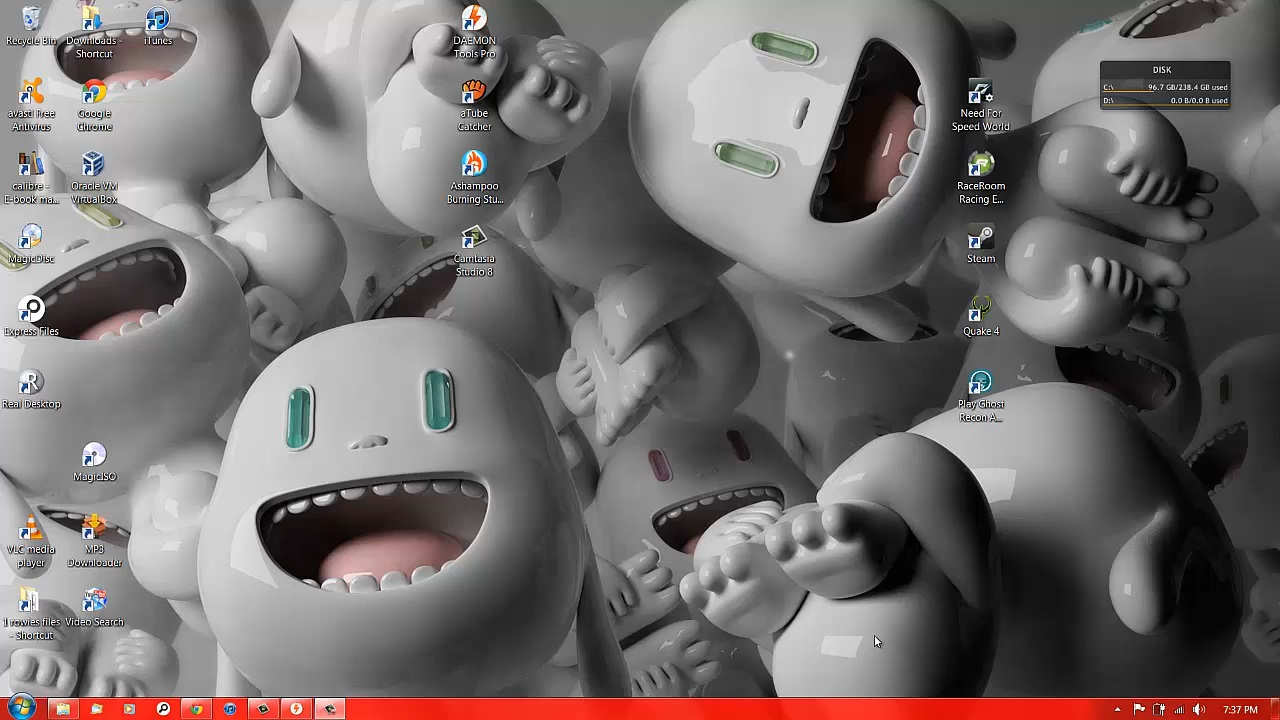 Recycle Bin
Downloads -
Shortcut
iTunes
avast! Free
Antivirus
Google
Chrome
calibre -
E-book ma...
Oracle VM
VirtualBox
MagicDisc
Express Files
Real Desktop
MagicISO
VLC media
player
MP3
Downloader
- Shortcut
Video Search
DAEMON
Tools Pro
aTube
Catcher
Ashampoo
Burning Stu...
Camtasia
Studio 8
Need For
Speed World
RaceRoom
Racing E...
Steam
Quake 4
Play Ghost
Recon A...
DISK
C:\ 96.7 GB/238.4 GB used
D:\ 0.0 B/0.0 B used
7:37 PM